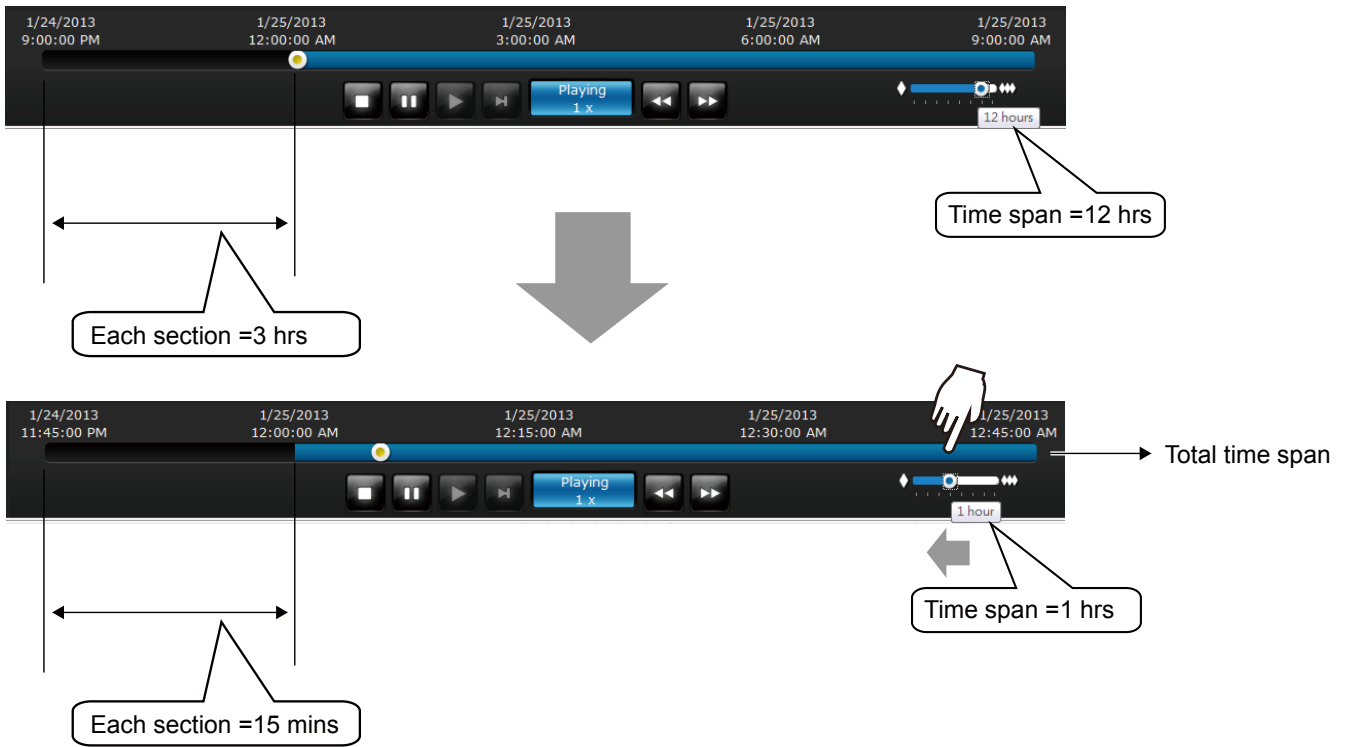 1/24/2013 1/25/2013 1/25/2013 1/25/2013 1/25/2013
9:00:00 PM 12:00:00 AM 3:00:00 AM 6:00:00 AM 9:00:00 AM
Playing
1 x
12 hours
Time span =12 hrs
Each section =3 hrs
1/24/2013 1/25/2013 1/25/2013 1/25/2013 1/25/2013
11:45:00 PM 12:00:00 AM 12:15:00 AM 12:30:00 AM 12:45:00 AM
Total time span
Playing
1 x
1 hour
Time span =1 hrs
Each section =15 mins